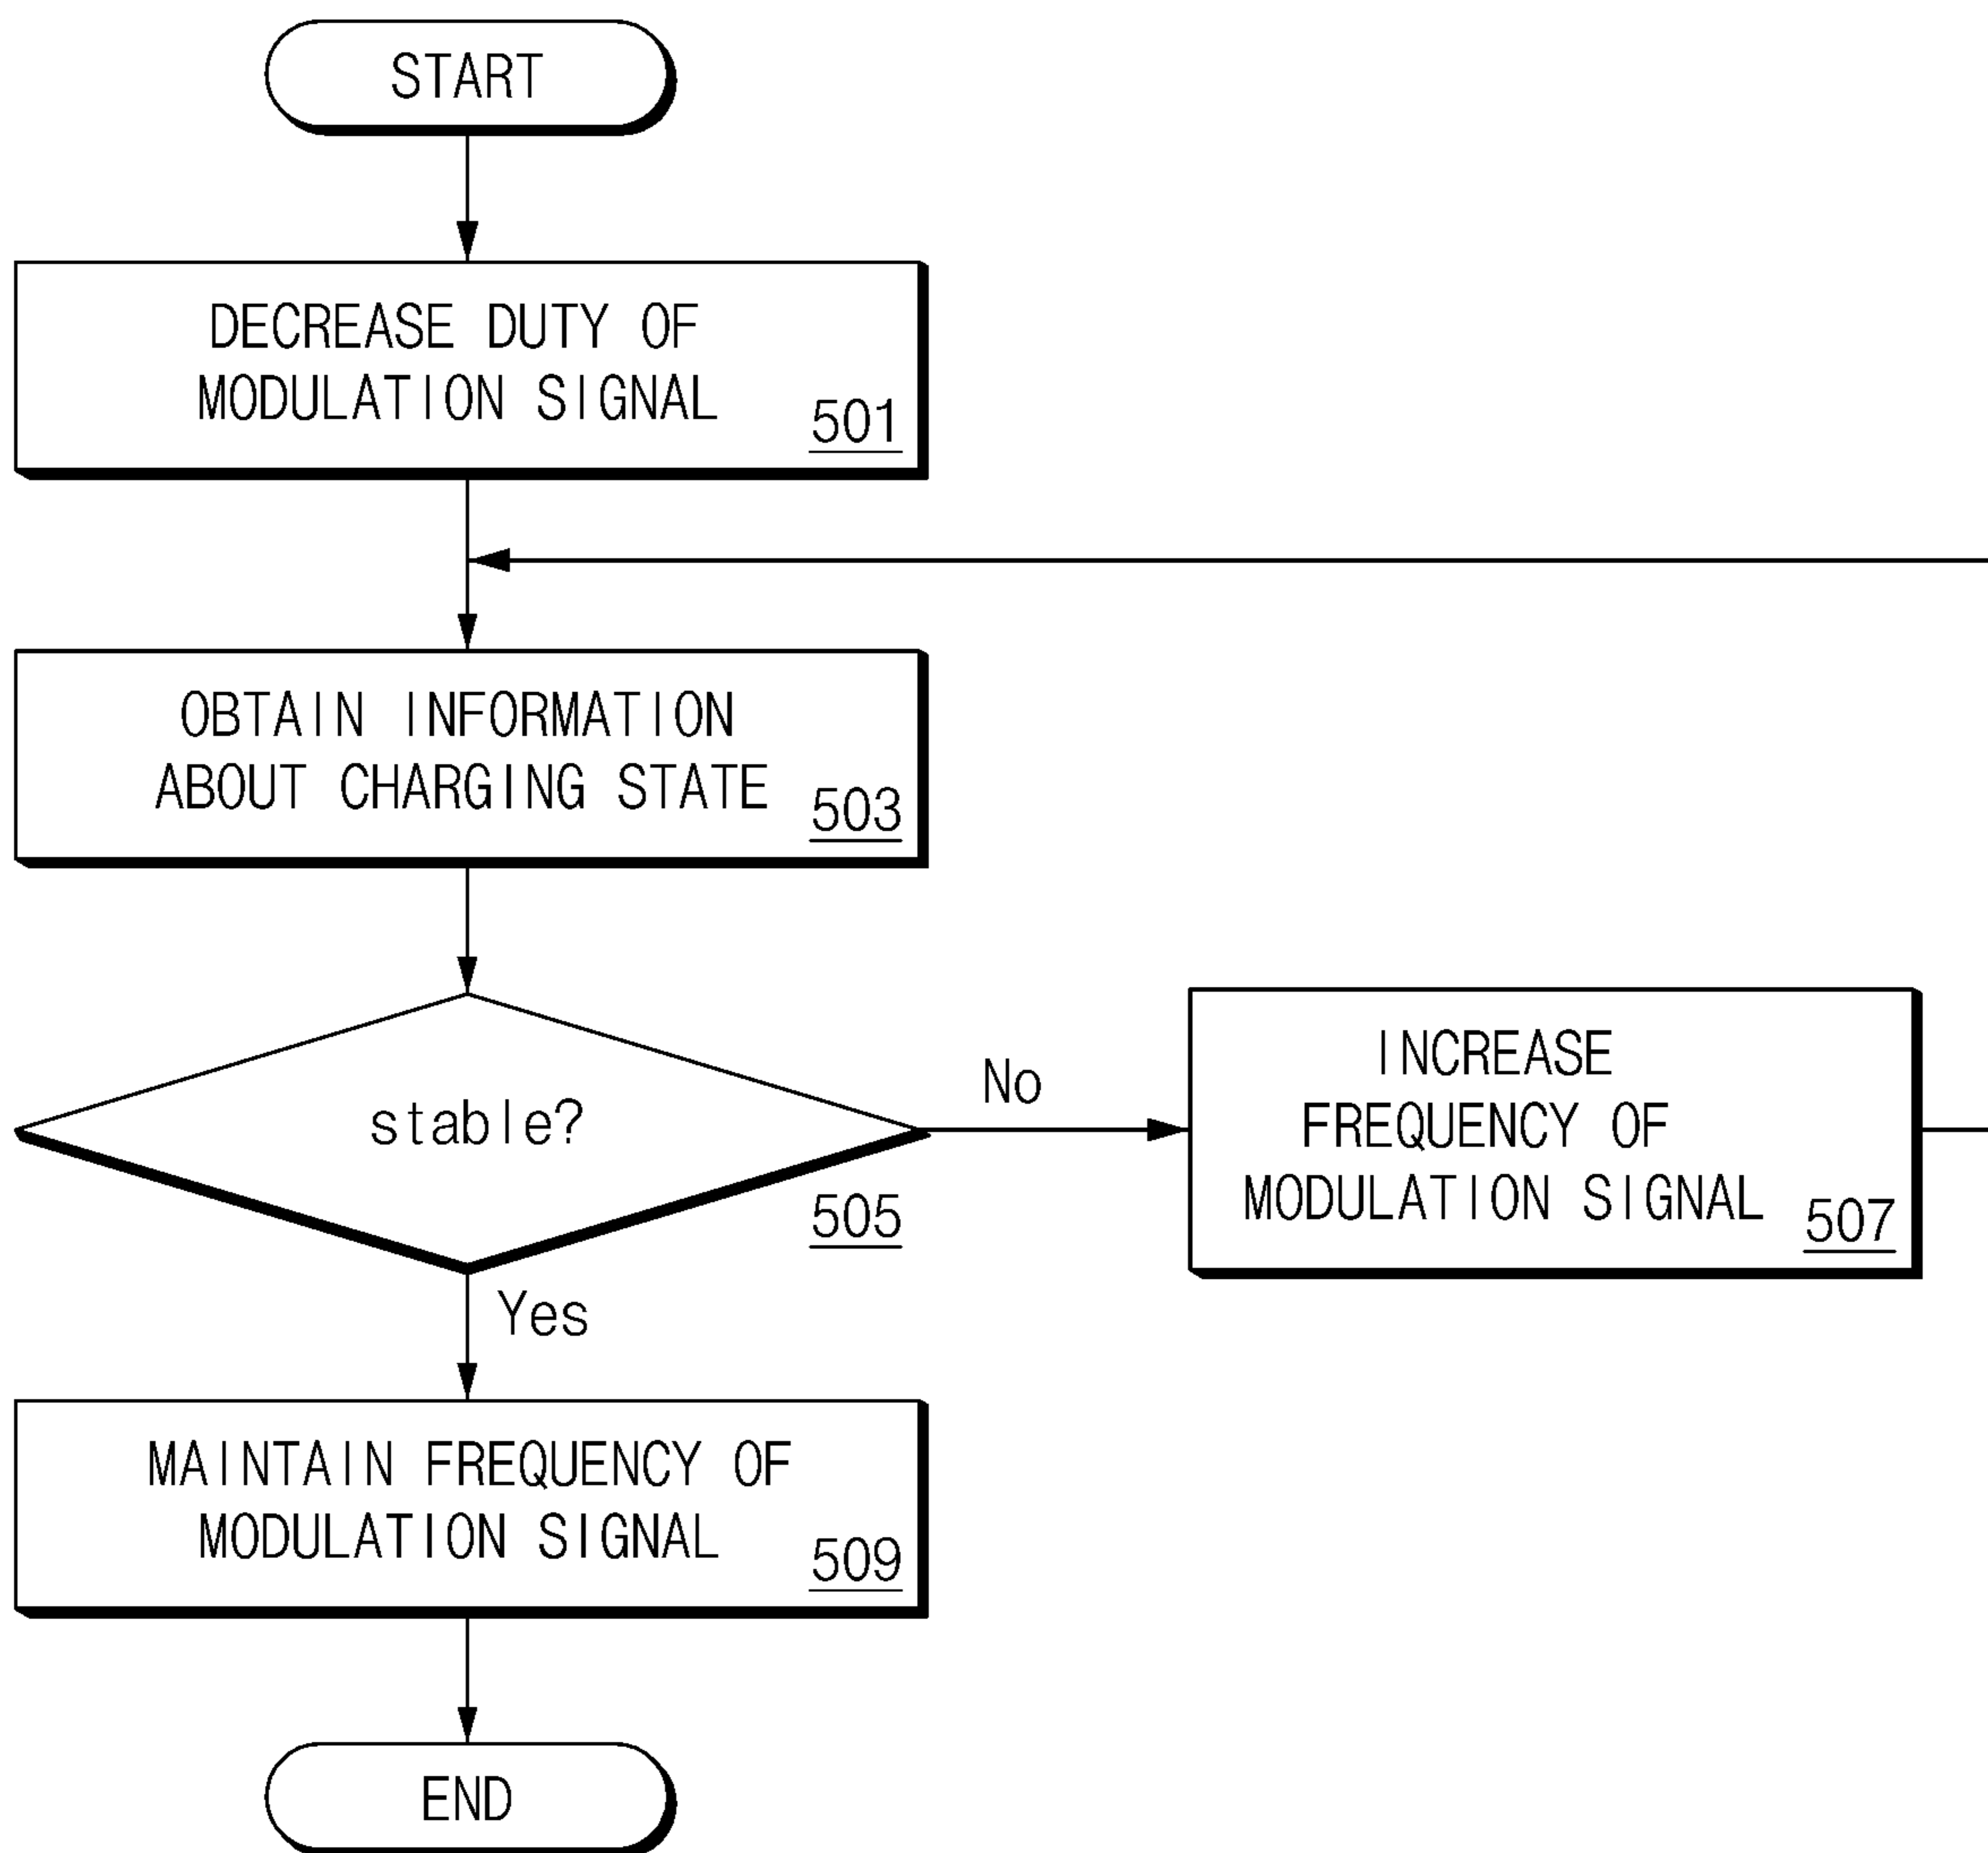 START
DECREASE DUTY OF
MODULATION SIGNAL
501
OBTAIN INFORMATION
ABOUT CHARGING STATE
503
stable?
505
No
INCREASE
FREQUENCY OF
MODULATION SIGNAL
507
Yes
MAINTAIN FREQUENCY OF
MODULATION SIGNAL
509
END